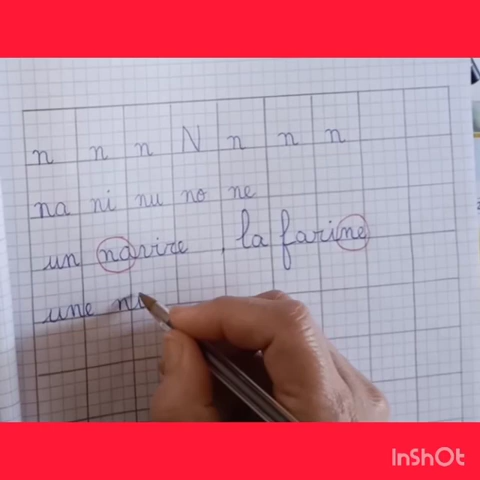 n n n N n n n
na ni nu no ne
un navire , la farine
une
InShOt